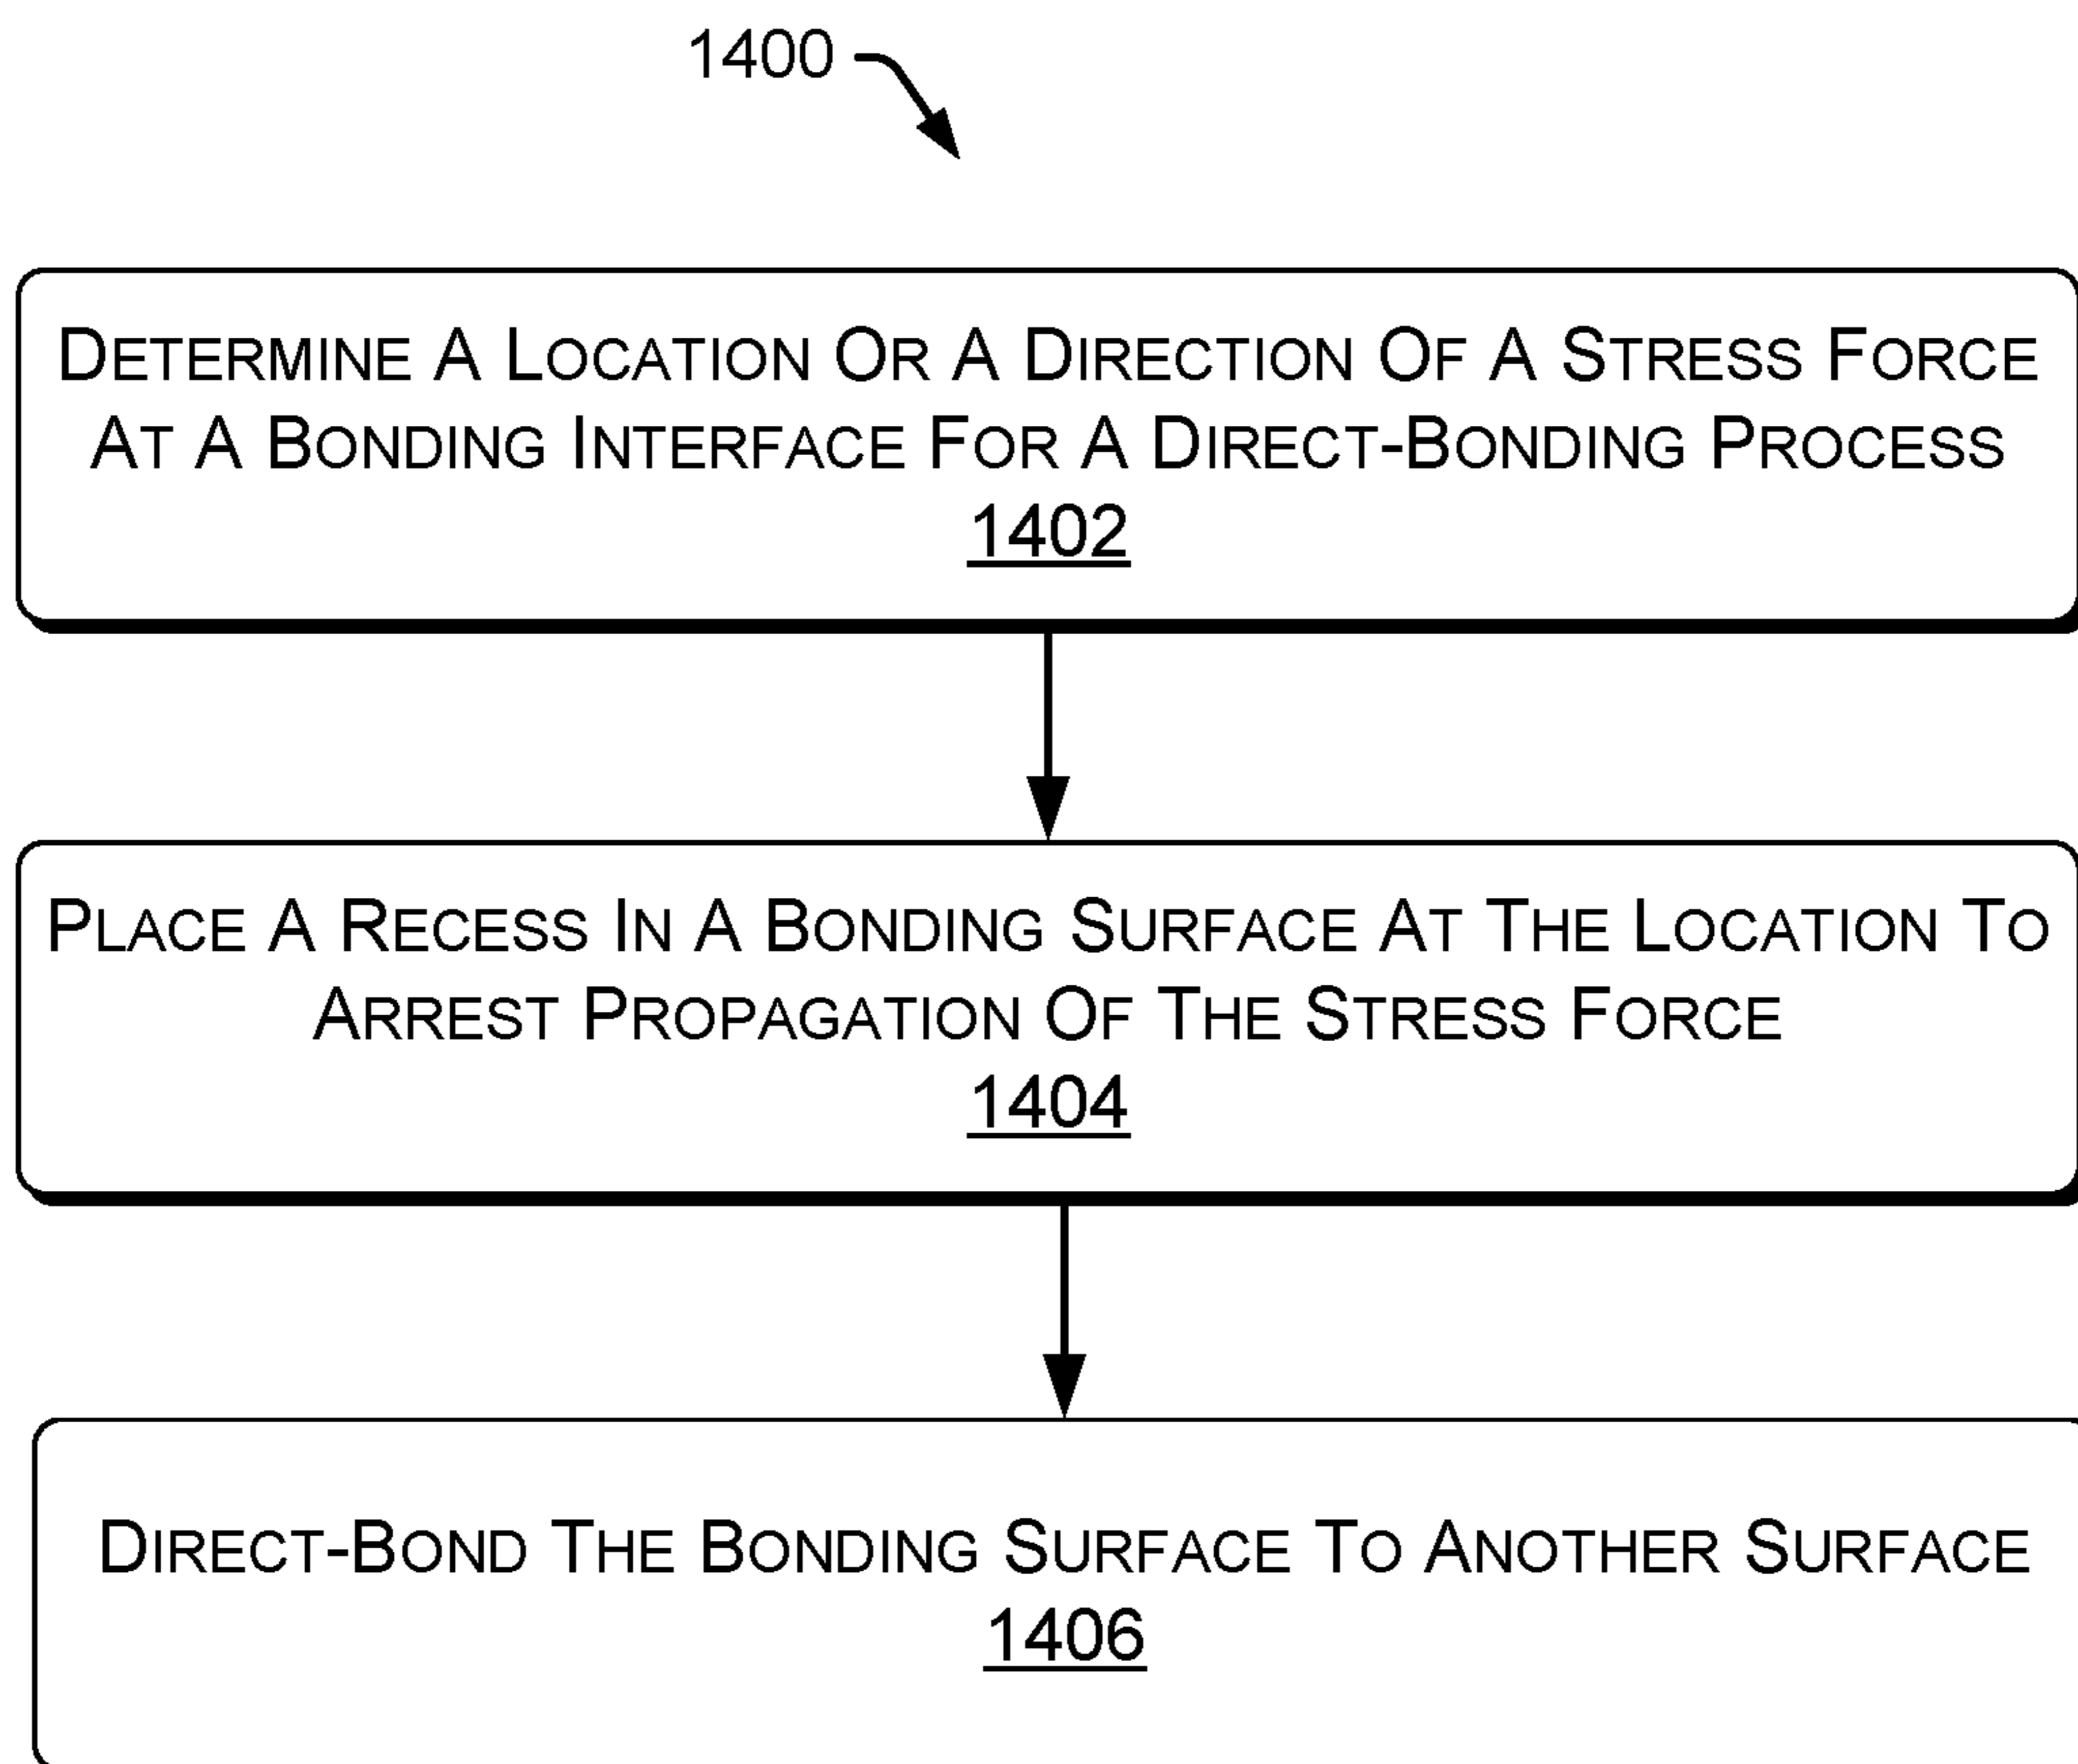 1400
DETERMINE A LOCATION OR A DIRECTION OF A STRESS FORCE
AT A BONDING INTERFACE FOR A DIRECT-BONDING PROCESS
1402
PLACE A RECESS IN A BONDING SURFACE AT THE LOCATION TO
ARREST PROPAGATION OF THE STRESS FORCE
1404
DIRECT-BOND THE BONDING SURFACE TO ANOTHER SURFACE
1406